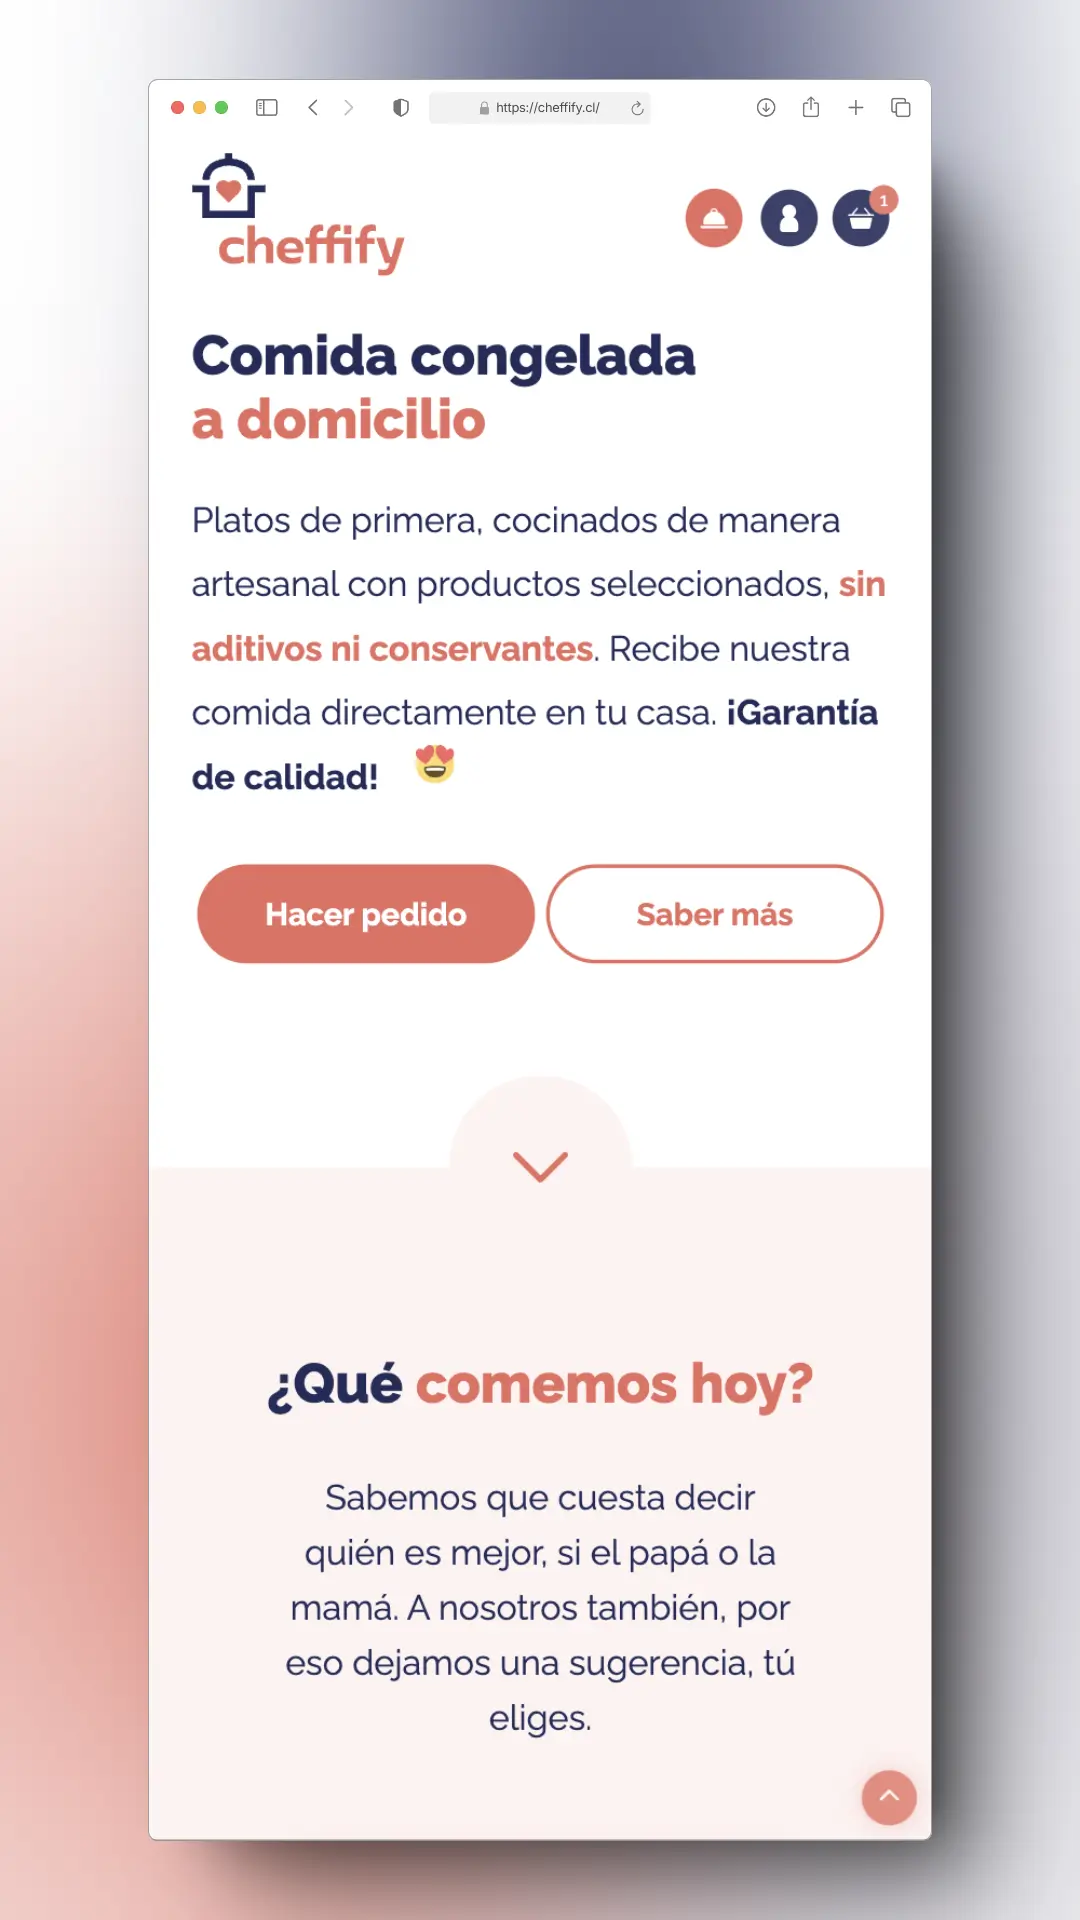 https://cheffify.cl/
cheffify
1
Comida congelada
a domicilio
Platos de primera, cocinados de manera
artesanal con productos seleccionados, sin
aditivos ni conservantes. Recibe nuestra
comida directamente en tu casa. ¡Garantía
de calidad! 😍
Hacer pedido
Saber más
¿Qué comemos hoy?
Sabemos que cuesta decir
quién es mejor, si el papá o la
mamá. A nosotros también, por
eso dejamos una sugerencia, tú
eliges.